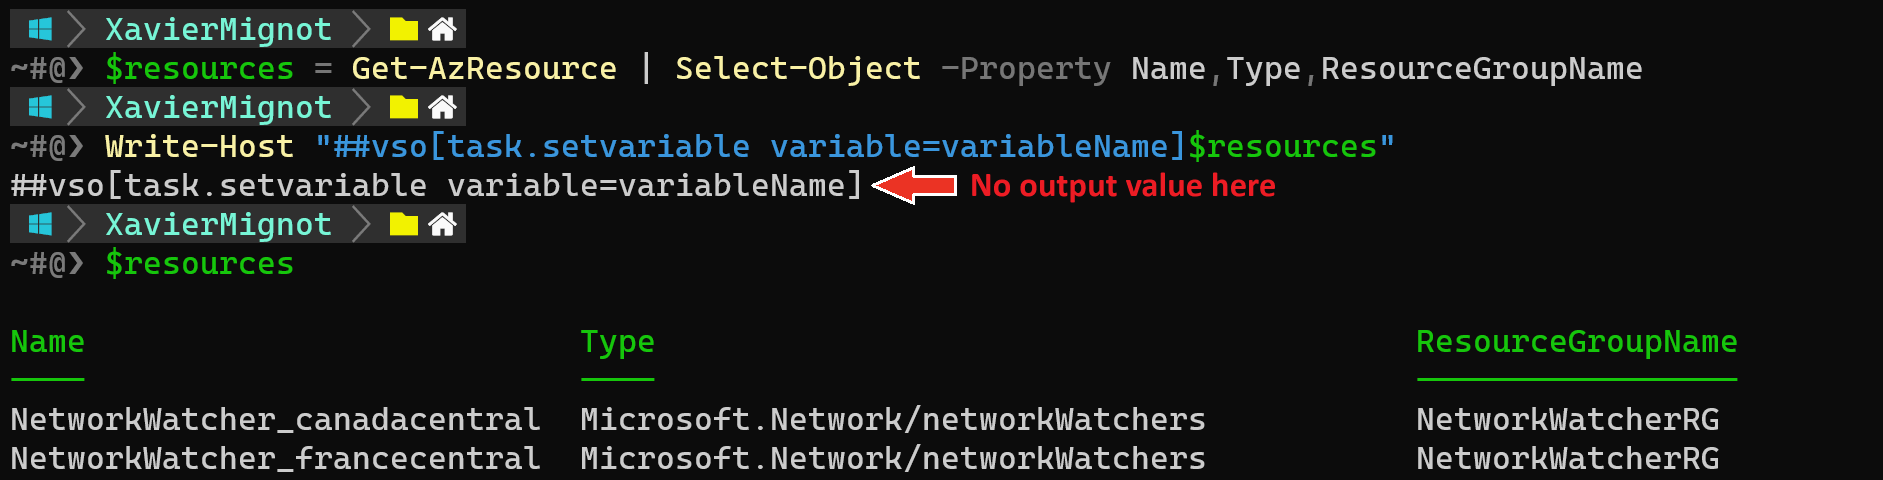 XavierMignot
~#@❯ $resources = Get-AzResource | Select-Object -Property Name,Type,ResourceGroupName
XavierMignot
~#@❯ Write-Host "##vso[task.setvariable variable=variableName]$resources"
##vso[task.setvariable variable=variableName] No output value here
XavierMignot
~#@❯ $resources
Name Type ResourceGroupName
NetworkWatcher_canadacentral Microsoft.Network/networkWatchers NetworkWatcherRG
NetworkWatcher_francecentral Microsoft.Network/networkWatchers NetworkWatcherRG